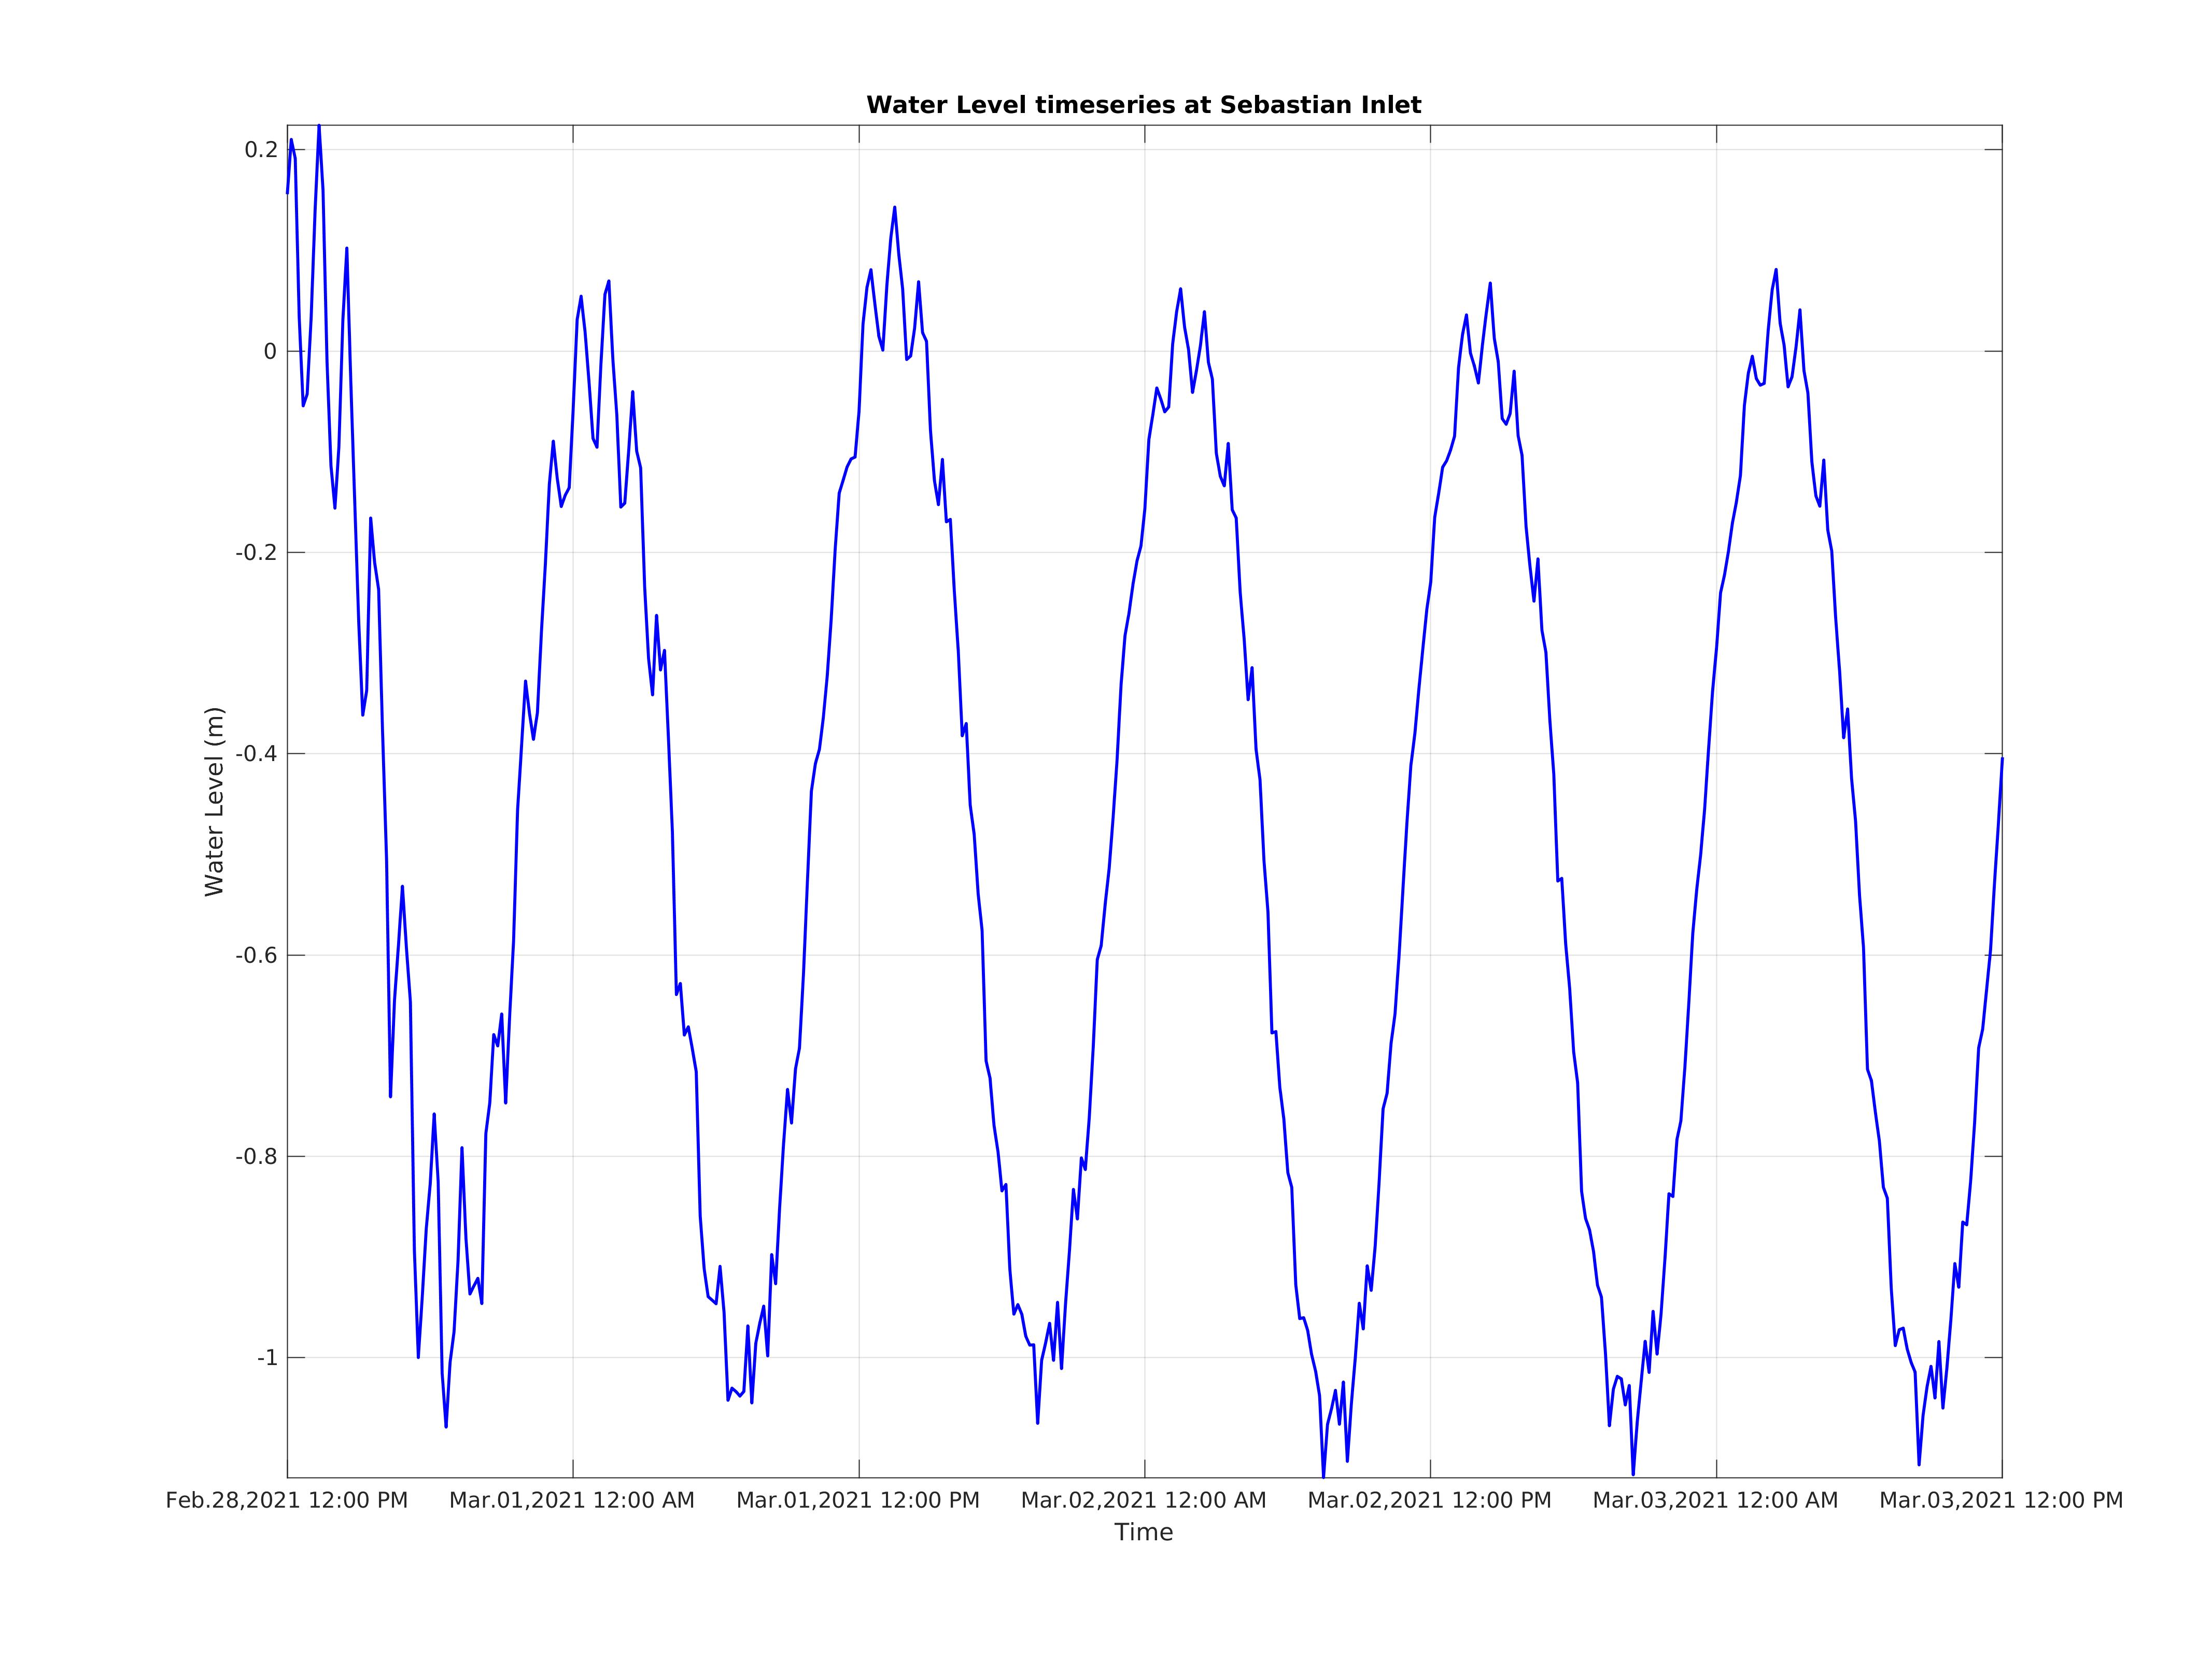 Water Level timeseries at Sebastian Inlet
0.2
0
-0.2
-0.4
-0.6
-0.8
-1
Water Level (m)
Feb.28,2021 12:00 PM
Mar.01,2021 12:00 AM
Mar.01,2021 12:00 PM
Mar.02,2021 12:00 AM
Mar.02,2021 12:00 PM
Mar.03,2021 12:00 AM
Mar.03,2021 12:00 PM
Time